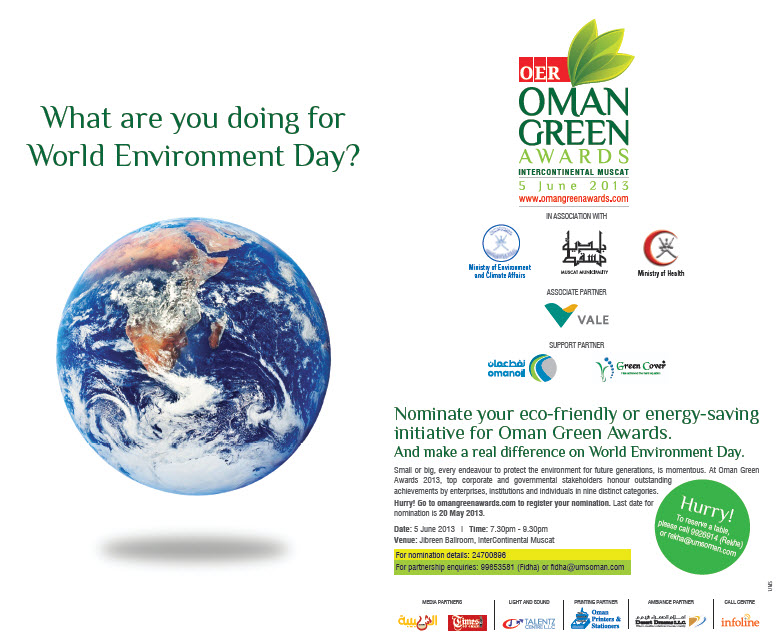 What are you doing for
World Environment Day?
OER
OMAN
GREEN
AWARDS
INTERCONTINENTAL MUSCAT
5 June 2013
www.omangreenawards.com
IN ASSOCIATION WITH
Ministry of Environment
and Climate Affairs
بلدية
مسقط
MUSCAT MUNICIPALITY
Ministry of Health
ASSOCIATE PARTNER
VALE
SUPPORT PARTNER
نفط عمان
omanoil
Green Cover
Nominate your eco-friendly or energy-saving
initiative for Oman Green Awards.
And make a real difference on World Environment Day.
Small or big, every endeavour to protect the environment for future generations, is momentous. At Oman Green
Awards 2013, top corporate and governmental stakeholders honour outstanding
achievements by enterprises, institutions and individuals in nine distinct categories.
Hurry! Go to omangreenawards.com to register your nomination. Last date for
nomination is 20 May 2013.
Date: 5 June 2013 I Time: 7.30pm - 9.30pm
Venue: Jibreen Ballroom, InterContinental Muscat
For nomination details: 24700896
For partnership enquiries: 99653581 (Fidha) or fidha@umsoman.com
Hurry!
To reserve a table,
please call 9926914 (Rekha)
or rekha@umsoman.com
UMS
MEDIA PARTNERS
LIGHT AND SOUND
PRINTING PARTNER
AMBIANCE PARTNER
CALL CENTRE
Times
TALENTZ
CENTRE LLC
Oman
Printers &
Stationers
infoline